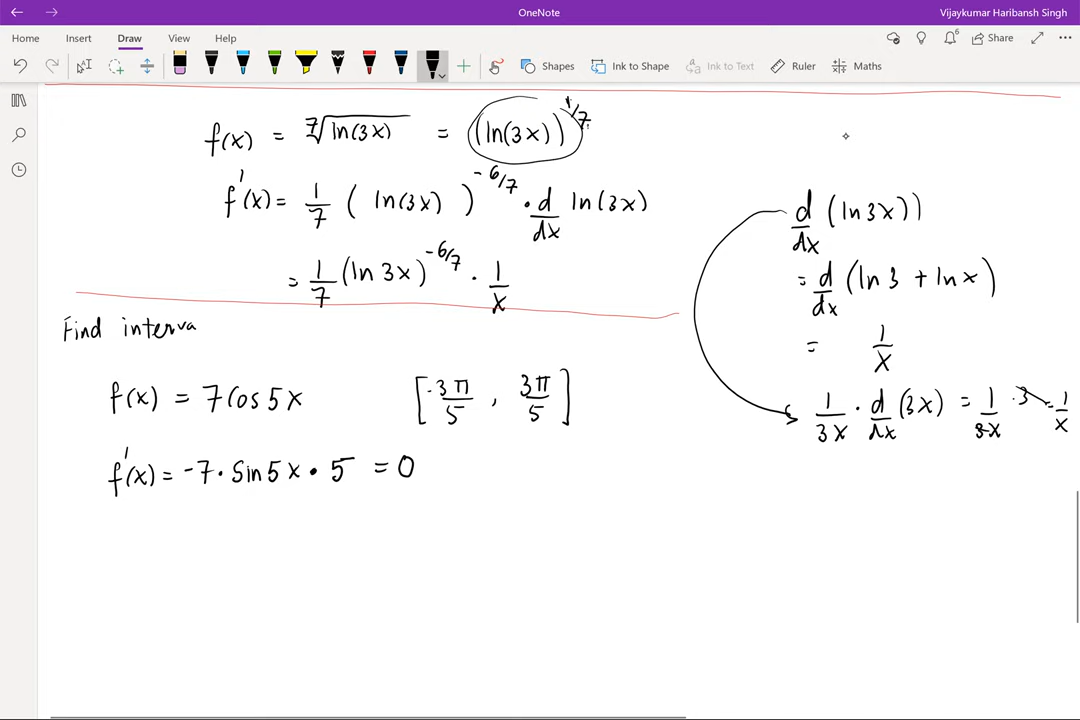 OneNote
Vijaykumar Haribansh Singh
Home Insert Draw View Help
6 Share
Shapes Ink to Shape Ink to Text Ruler Maths
f(x) = ⁷√ln(3x) = (ln(3x))^1/7
f'(x) = 1/7 ( ln(3x) )^-6/7 · d/dx ln(3x)
= 1/7 (ln 3x)^-6/7 · 1/x
d/dx (ln 3x))
= d/dx (ln 3 + ln x)
= 1/x
1/3x · d/dx (3x) = 1/3x · 3 = 1/x
Find interva
f(x) = 7 Cos 5x [-3π/5 , 3π/5]
f'(x) = -7 · Sin 5x · 5 = 0